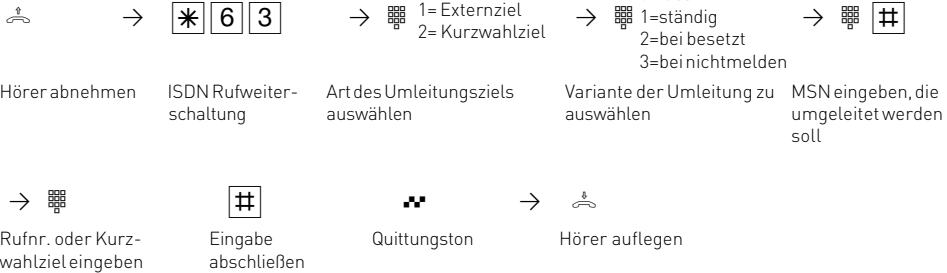 * 6 3
1= Externziel
2= Kurzwahlziel
1=ständig
2=bei besetzt
3=bei nichtmelden
#
Hörer abnehmen
ISDN Rufweiter-
schaltung
Art des Umleitungsziels
auswählen
Variante der Umleitung zu
auswählen
MSN eingeben, die
umgeleitet werden
soll
#
Rufnr. oder Kurz-
wahlziel eingeben
Eingabe
abschließen
Quittungston
Hörer auflegen